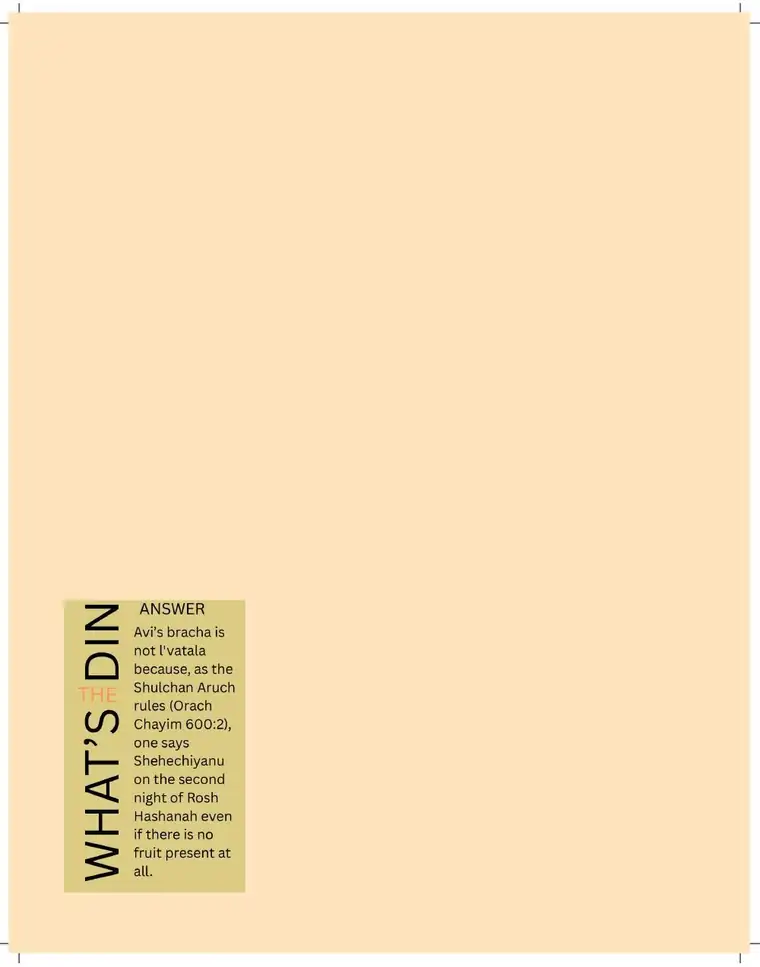 WHAT'S
THE
DIN
ANSWER
Avi's bracha is
not l'vatala
because, as the
Shulchan Aruch
rules (Orach
Chayim 600:2),
one says
Shehechiyanu
on the second
night of Rosh
Hashanah even
if there is no
fruit present at
all.